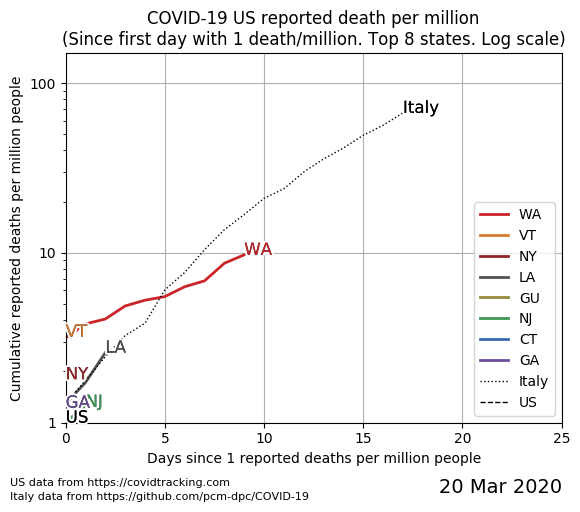 COVID-19 US reported death per million
(Since first day with 1 death/million. Top 8 states. Log scale)
Cumulative reported deaths per million people
100
10
1
Italy
WA
VT
LA
NY
GA
NJ
US
WA
VT
NY
LA
GU
NJ
CT
GA
Italy
US
0
5
10
15
20
25
Days since 1 reported deaths per million people
US data from https://covidtracking.com
Italy data from https://github.com/pcm-dpc/COVID-19
20 Mar 2020